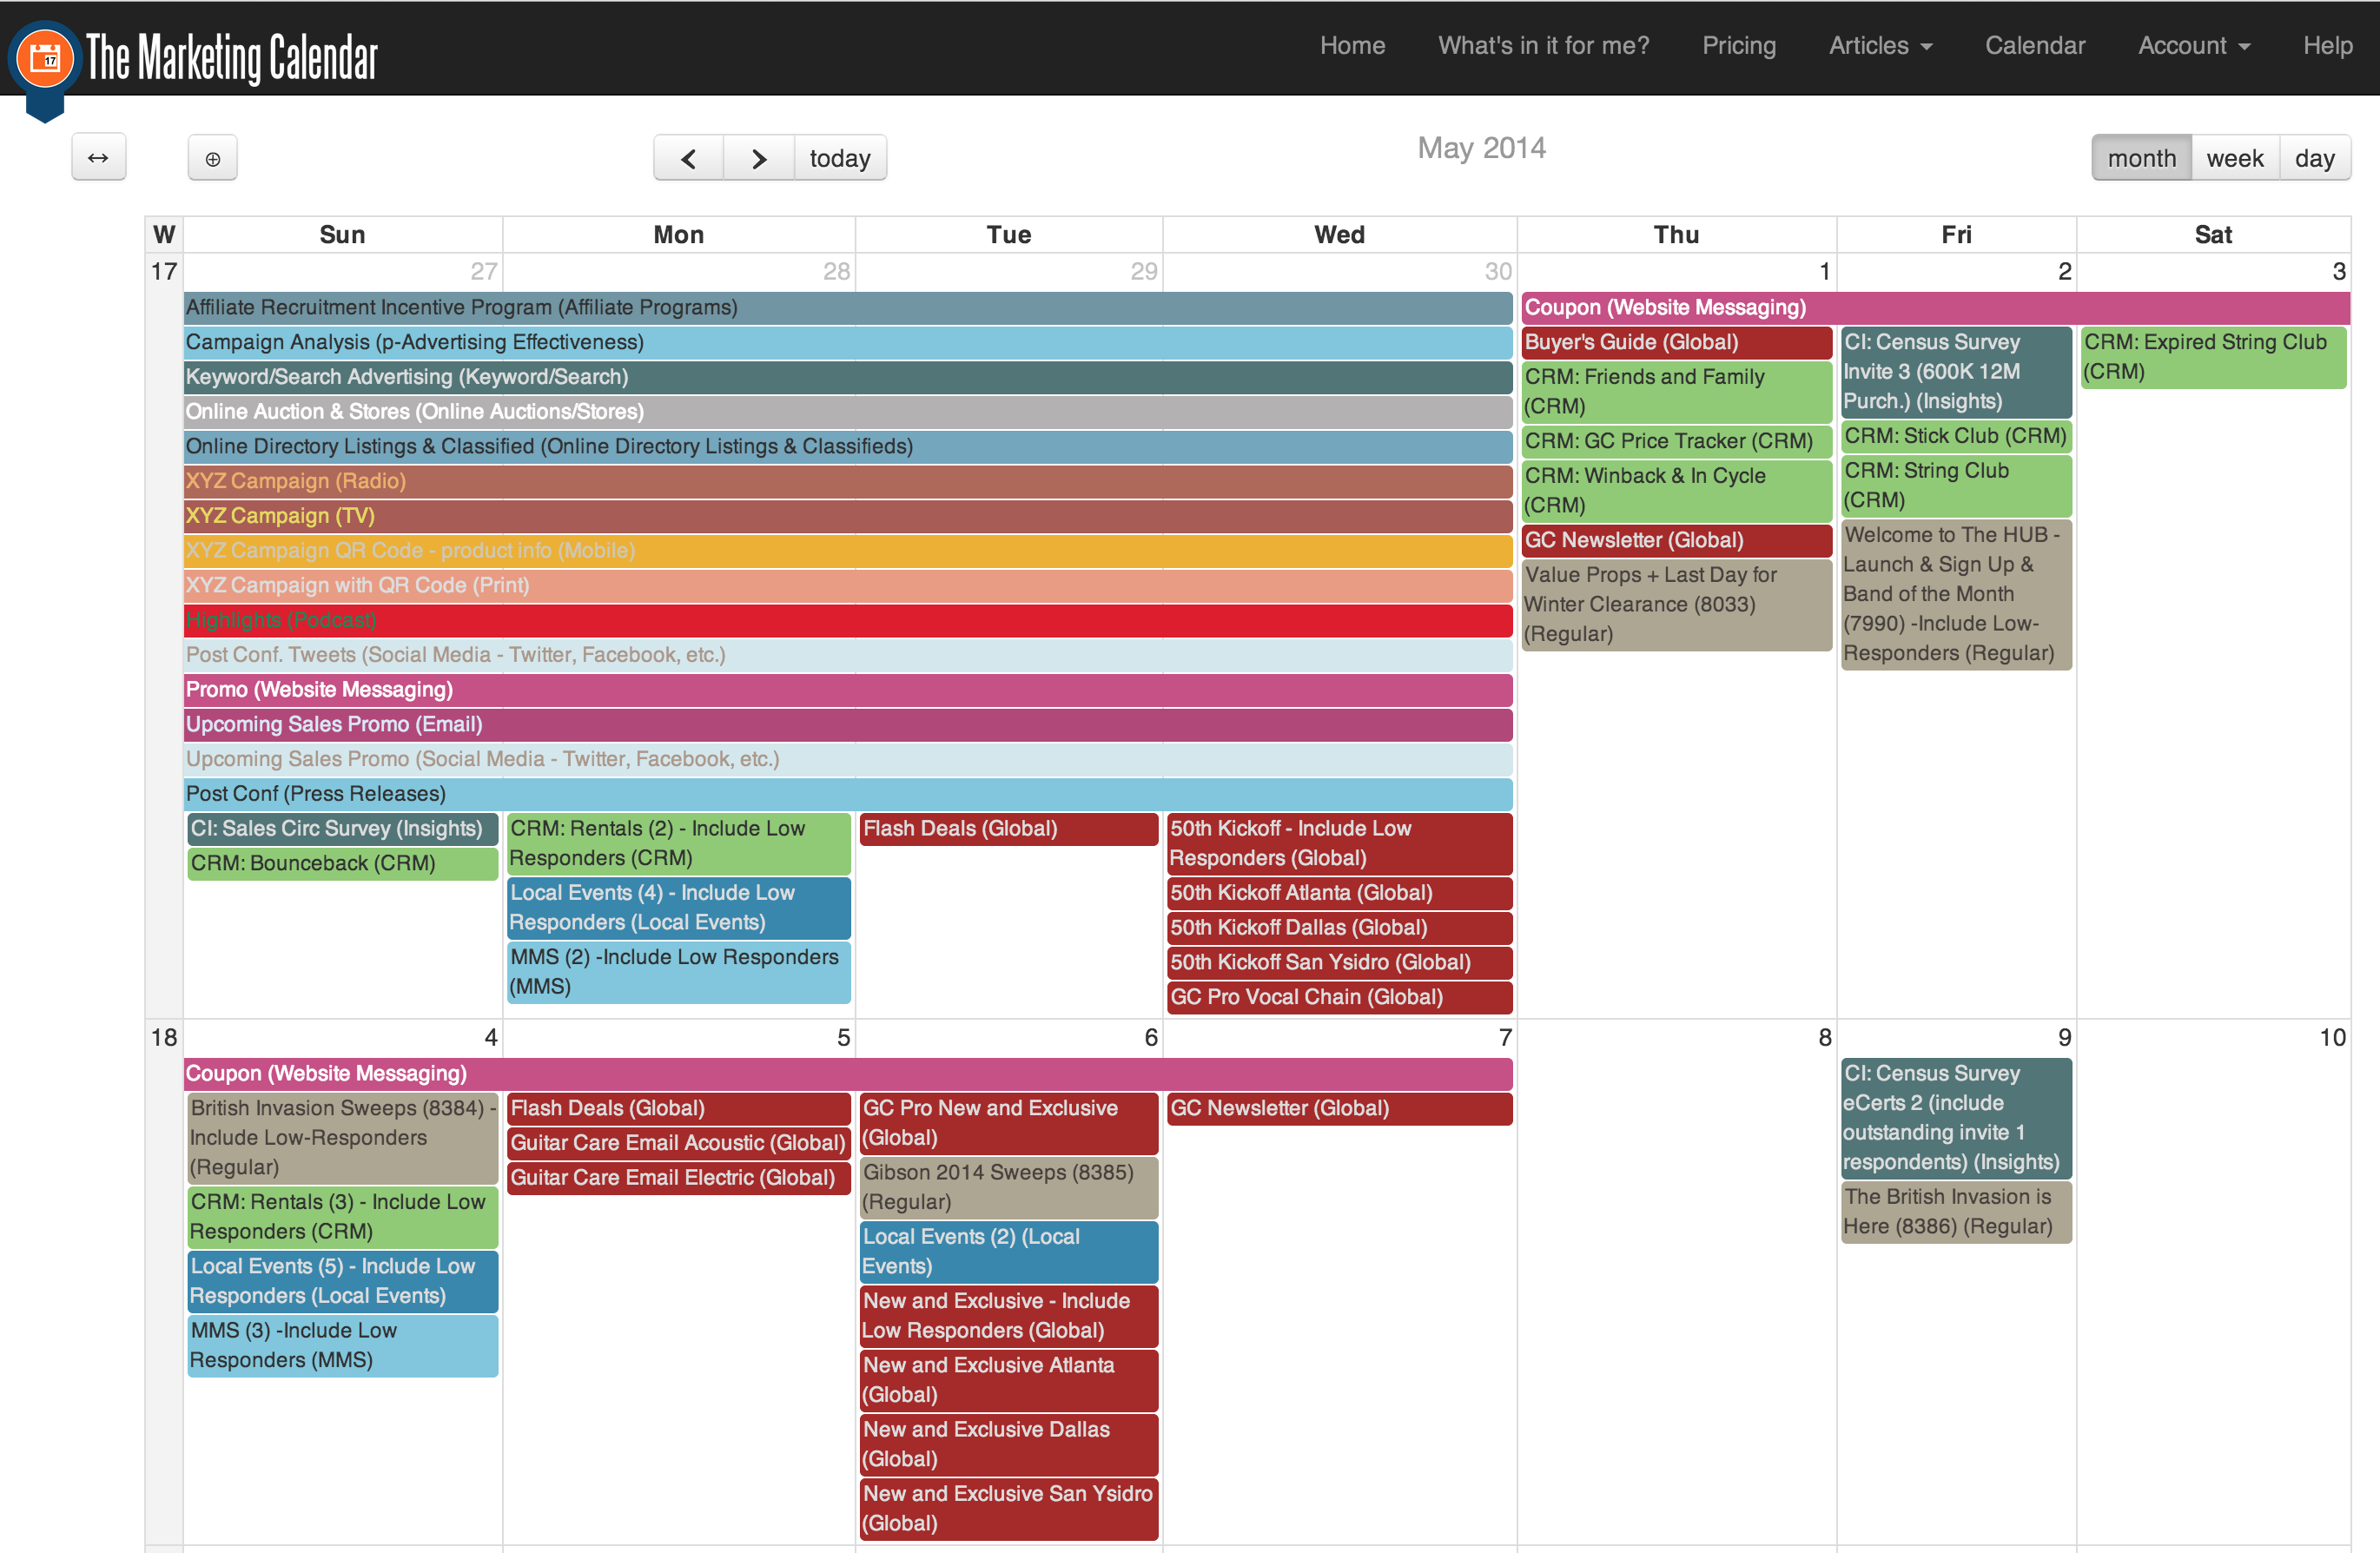 17
The Marketing Calendar
Home What's in it for me? Pricing Articles Calendar Account Help
today
May 2014
month week day
W Sun Mon Tue Wed Thu Fri Sat
17 27 28 29 30 1 2 3
Affiliate Recruitment Incentive Program (Affiliate Programs)
Campaign Analysis (p-Advertising Effectiveness)
Keyword/Search Advertising (Keyword/Search)
Online Auction & Stores (Online Auctions/Stores)
Online Directory Listings & Classified (Online Directory Listings & Classifieds)
XYZ Campaign (Radio)
XYZ Campaign (TV)
XYZ Campaign QR Code - product info (Mobile)
XYZ Campaign with QR Code (Print)
Highlights (Podcast)
Post Conf. Tweets (Social Media - Twitter, Facebook, etc.)
Promo (Website Messaging)
Upcoming Sales Promo (Email)
Upcoming Sales Promo (Social Media - Twitter, Facebook, etc.)
Post Conf (Press Releases)
CI: Sales Circ Survey (Insights)
CRM: Bounceback (CRM)
CRM: Rentals (2) - Include Low
Responders (CRM)
Local Events (4) - Include Low
Responders (Local Events)
MMS (2) -Include Low Responders
(MMS)
Flash Deals (Global)
50th Kickoff - Include Low
Responders (Global)
50th Kickoff Atlanta (Global)
50th Kickoff Dallas (Global)
50th Kickoff San Ysidro (Global)
GC Pro Vocal Chain (Global)
Coupon (Website Messaging)
Buyer's Guide (Global)
CRM: Friends and Family
(CRM)
CRM: GC Price Tracker (CRM)
CRM: Winback & In Cycle
(CRM)
GC Newsletter (Global)
Value Props + Last Day for
Winter Clearance (8033)
(Regular)
CI: Census Survey
Invite 3 (600K 12M
Purch.) (Insights)
CRM: Stick Club (CRM)
CRM: String Club
(CRM)
Welcome to The HUB -
Launch & Sign Up &
Band of the Month
(7990) -Include Low-
Responders (Regular)
CRM: Expired String Club
(CRM)
18 4 5 6 7 8 9 10
Coupon (Website Messaging)
British Invasion Sweeps (8384) -
Include Low-Responders
(Regular)
CRM: Rentals (3) - Include Low
Responders (CRM)
Local Events (5) - Include Low
Responders (Local Events)
MMS (3) -Include Low
Responders (MMS)
Flash Deals (Global)
Guitar Care Email Acoustic (Global)
Guitar Care Email Electric (Global)
GC Pro New and Exclusive
(Global)
Gibson 2014 Sweeps (8385)
(Regular)
Local Events (2) (Local
Events)
New and Exclusive - Include
Low Responders (Global)
New and Exclusive Atlanta
(Global)
New and Exclusive Dallas
(Global)
New and Exclusive San Ysidro
(Global)
GC Newsletter (Global)
CI: Census Survey
eCerts 2 (include
outstanding invite 1
respondents) (Insights)
The British Invasion is
Here (8386) (Regular)